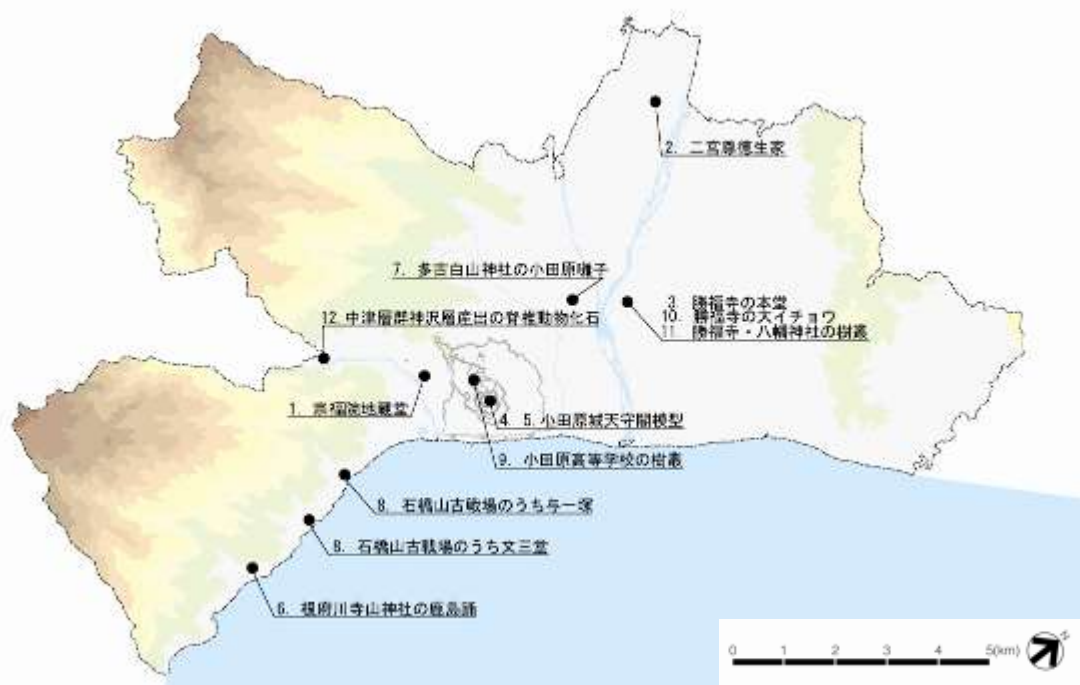 2. 二宮尊徳生家
7. 多古白山神社の小田原囃子
3. 勝福寺の本堂
10. 勝福寺の大イチョウ
11. 勝福寺・八幡神社の樹叢
12. 中津層群神沢層産出の脊椎動物化石
1. 宗福院地蔵堂
4. 5. 小田原城天守閣模型
9. 小田原高等学校の樹叢
8. 石橋山古戦場のうち与一塚
8. 石橋山古戦場のうち文三堂
6. 根府川寺山神社の鹿島踊
0 1 2 3 4 5(km)
N